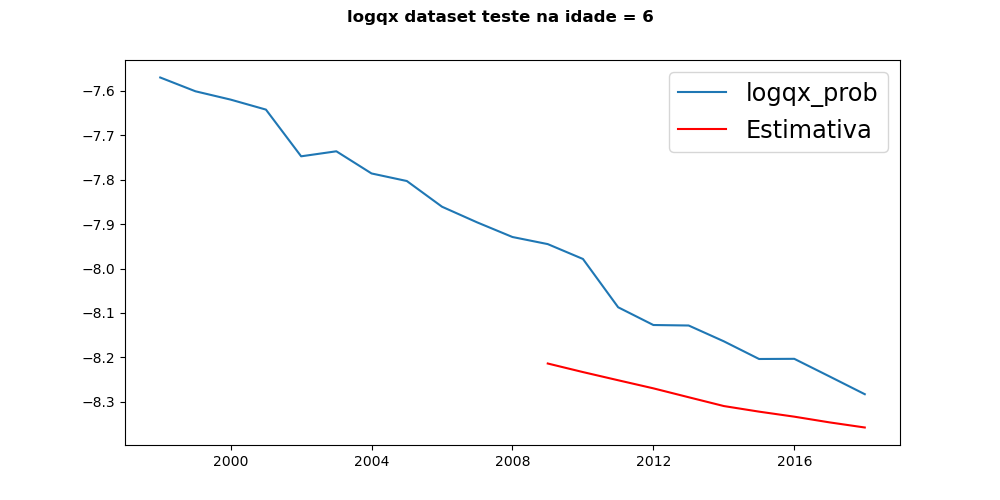 logqx dataset teste na idade = 6
logqx_prob
Estimativa
−7.6
−7.7
−7.8
−7.9
−8.0
−8.1
−8.2
−8.3
2000 2004 2008 2012 2016